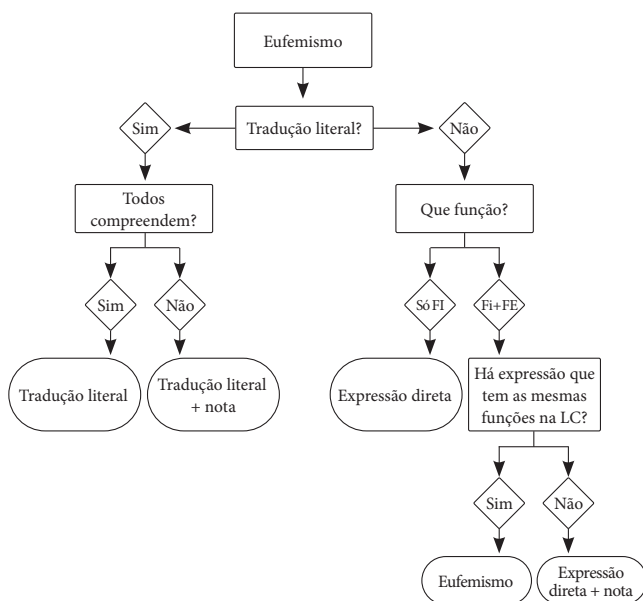 Eufemismo
Sim
Tradução literal?
Não
Todos
compreendem?
Que função?
Sim
Não
Só FI
Fi+FE
Tradução literal
Tradução literal
+ nota
Expressão direta
Há expressão que
tem as mesmas
funções na LC?
Sim
Não
Eufemismo
Expressão
direta + nota